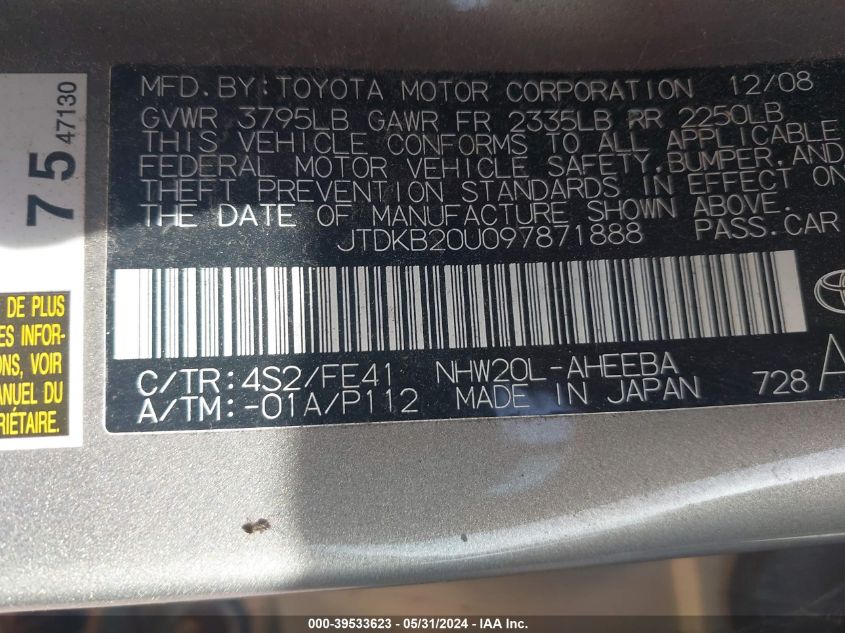 75 47130
DE PLUS
ES INFOR-
ONS, VOIR
ANUEL DU
RIÉTAIRE.
MFD. BY: TOYOTA MOTOR CORPORATION 12/08
GVWR 3795LB GAWR FR 2335LB RR 2250LB
THIS VEHICLE CONFORMS TO ALL APPLICABLE
FEDERAL MOTOR VEHICLE SAFETY, BUMPER, AND
THEFT PREVENTION STANDARDS IN EFFECT ON
THE DATE OF MANUFACTURE SHOWN ABOVE.
JTDKB20U097871888 PASS. CAR
C/TR: 4S2/FE41 NHW20L-AHEEBA
A/TM: -01A/P112 MADE IN JAPAN 728 A
000-39533623 - 05/31/2024 - IAA Inc.